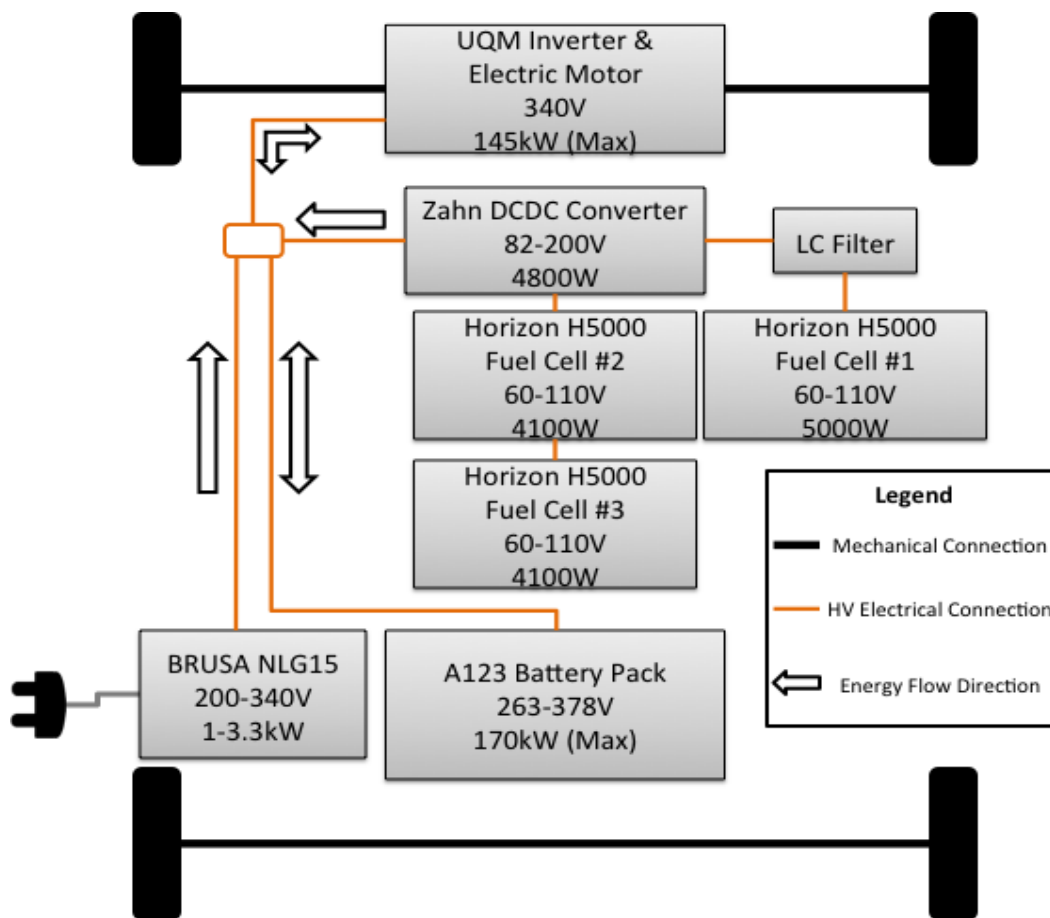 UQM Inverter &
Electric Motor
340V
145kW (Max)
Zahn DCDC Converter
82-200V
4800W
LC Filter
Horizon H5000
Fuel Cell #2
60-110V
4100W
Horizon H5000
Fuel Cell #1
60-110V
5000W
Horizon H5000
Fuel Cell #3
60-110V
4100W
Legend
Mechanical Connection
HV Electrical Connection
Energy Flow Direction
BRUSA NLG15
200-340V
1-3.3kW
A123 Battery Pack
263-378V
170kW (Max)